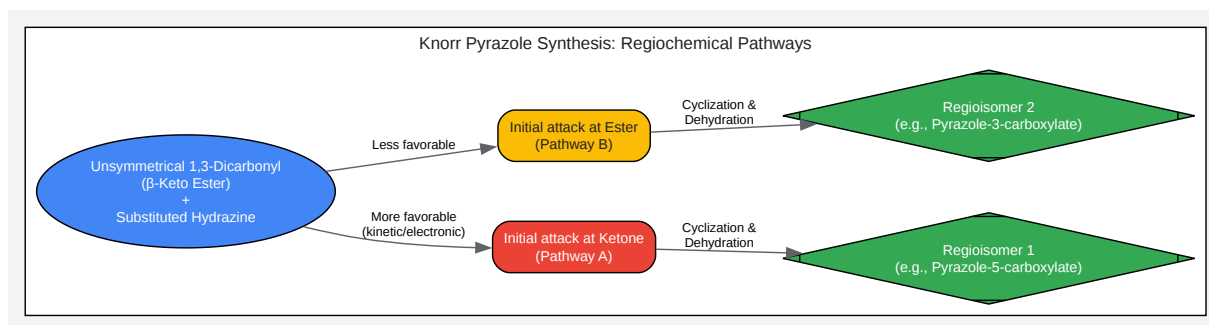 Knorr Pyrazole Synthesis: Regiochemical Pathways
Unsymmetrical 1,3-Dicarbonyl
(β-Keto Ester)
+
Substituted Hydrazine
Less favorable
More favorable
(kinetic/electronic)
Initial attack at Ester
(Pathway B)
Initial attack at Ketone
(Pathway A)
Cyclization &
Dehydration
Cyclization &
Dehydration
Regioisomer 2
(e.g., Pyrazole-3-carboxylate)
Regioisomer 1
(e.g., Pyrazole-5-carboxylate)